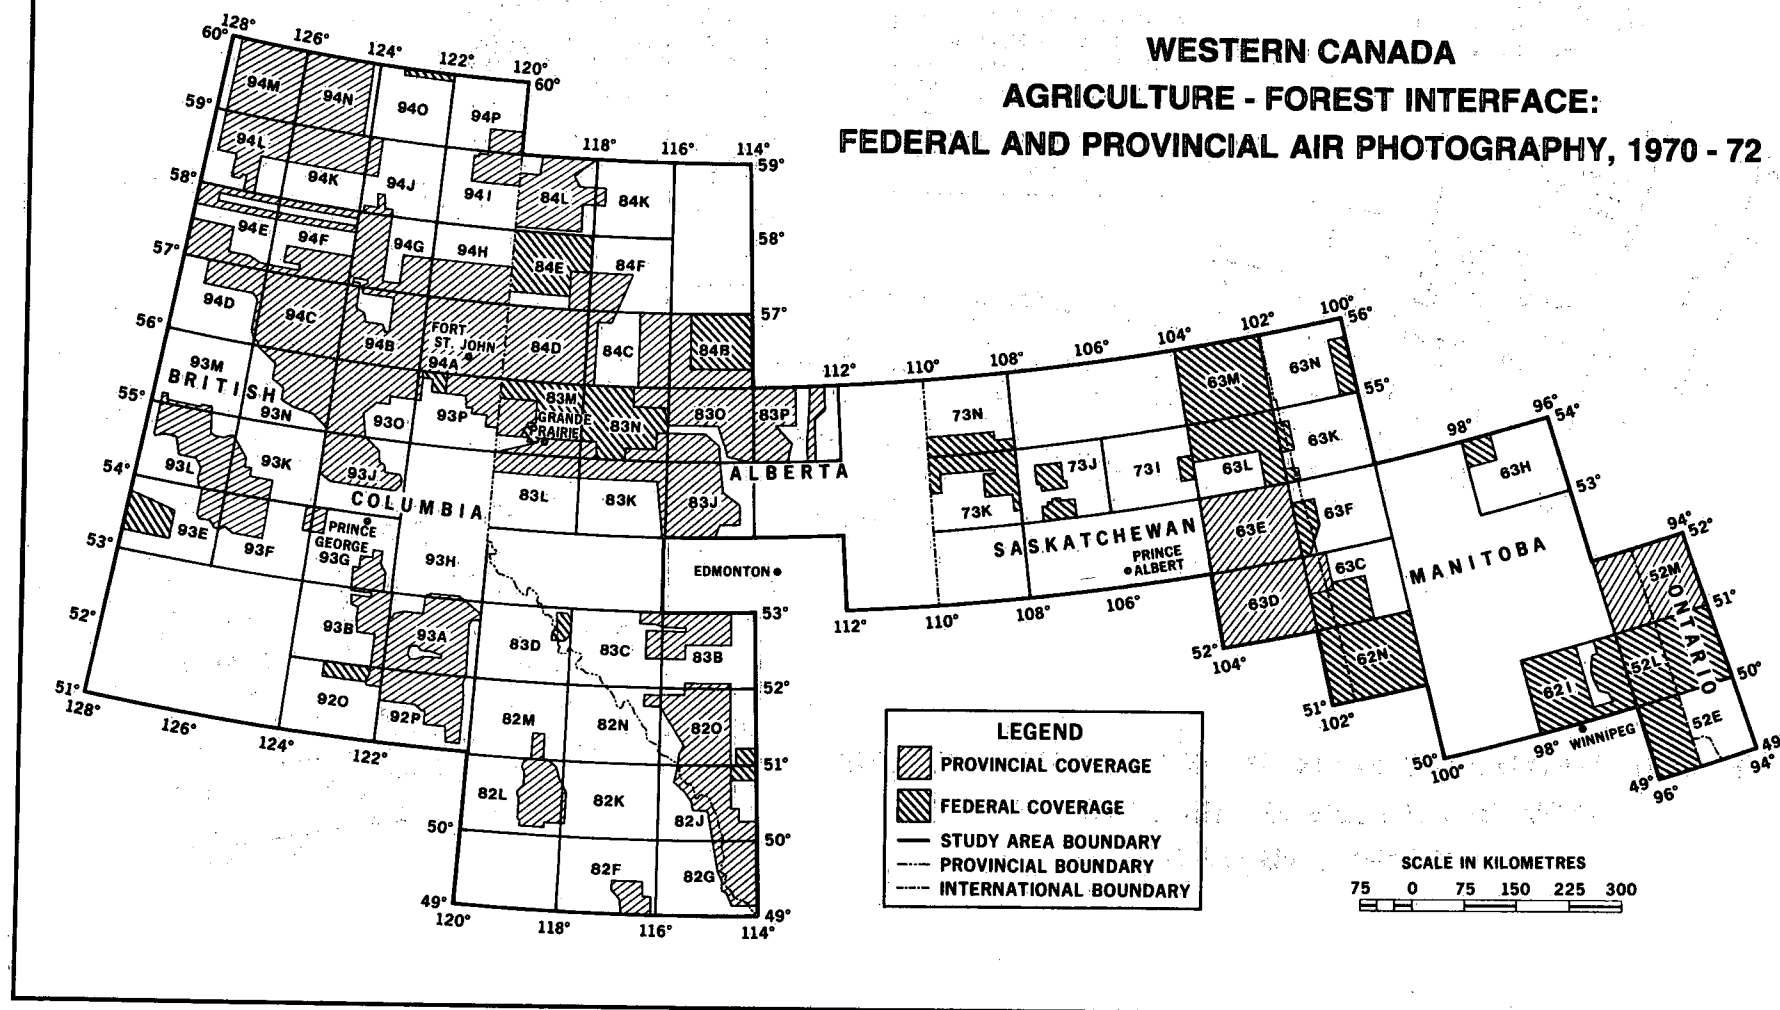 WESTERN CANADA
AGRICULTURE - FOREST INTERFACE:
FEDERAL AND PROVINCIAL AIR PHOTOGRAPHY, 1970 - 72
128°
126°
124°
122°
120°
60°
60°
94M
94N
94O
94P
59°
118°
116°
114°
59°
94L
94K
94J
94I
84L
84K
58°
58°
94E
94F
94G
94H
84E
84F
57°
57°
94D
94C
94B
FORT
ST. JOHN
94A
84D
84C
84B
56°
93M
BRITISH
93N
93O
93P
83M
GRANDE
PRAIRIE
83N
83O
83P
112°
110°
108°
106°
104°
102°
100°
56°
55°
55°
73N
63M
63N
93L
93K
93J
COLUMBIA
83L
83K
83J
ALBERTA
73K
73J
73I
63L
63K
98°
96°
54°
63H
53°
54°
93E
93F
PRINCE
GEORGE
93G
93H
EDMONTON
SASKATCHEWAN
PRINCE
ALBERT
63E
63F
63C
63D
MANITOBA
53°
53°
112°
110°
108°
106°
52°
104°
94°
52°
52M
51°
ONTARIO
52°
93B
93A
83D
83C
83B
52°
62N
51°
102°
62I
52L
50°
51°
128°
126°
124°
122°
92O
92P
82M
82N
82O
51°
50°
100°
98°
WINNIPEG
52E
49°
96°
49°
94°
82L
82K
82J
50°
50°
82F
82G
49°
120°
118°
116°
114°
49°
LEGEND
PROVINCIAL COVERAGE
FEDERAL COVERAGE
STUDY AREA BOUNDARY
PROVINCIAL BOUNDARY
INTERNATIONAL BOUNDARY
SCALE IN KILOMETRES
75 0 75 150 225 300